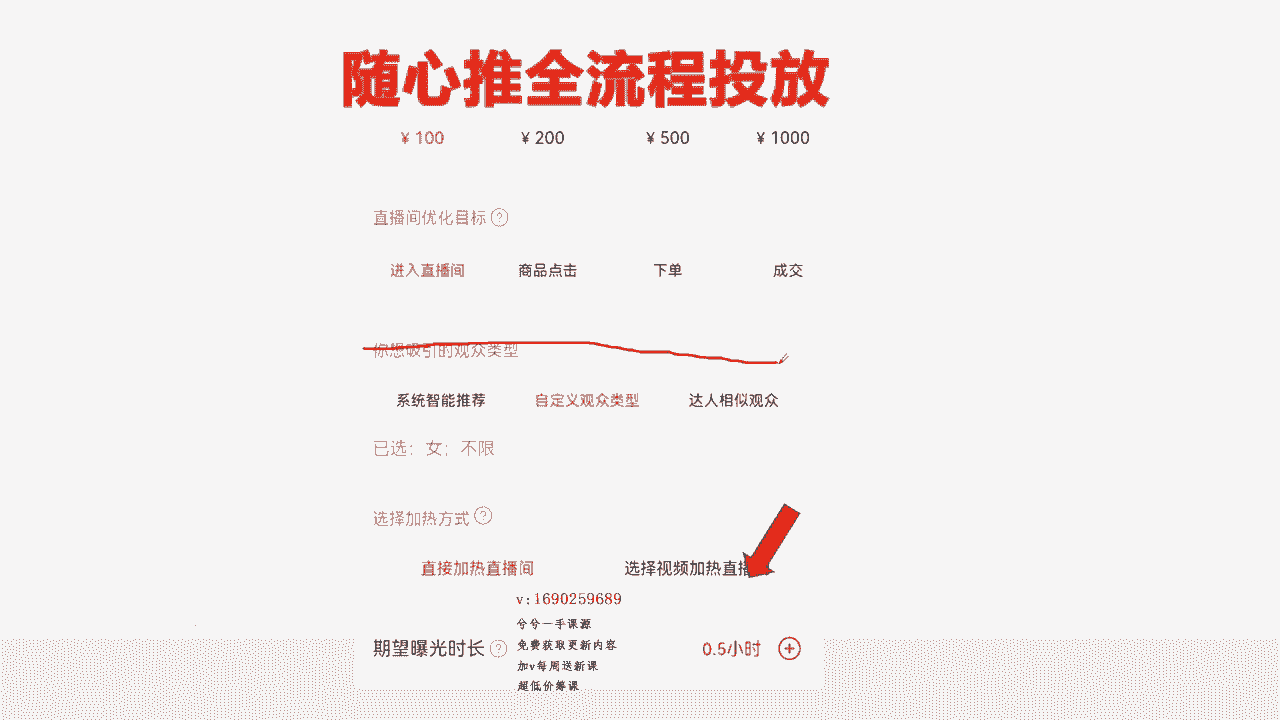 随心推全流程投放
¥ 100 ¥ 200 ¥ 500 ¥ 1000
直播间优化目标 ?
进入直播间 商品点击 下单 成交
你想吸引的观众类型
系统智能推荐 自定义观众类型 达人相似观众
已选：女；不限
选择加热方式 ?
直接加热直播间 选择视频加热直播
v:1690259689
兮兮一手课源
期望曝光时长 ? 免费获取更新内容 0.5小时 +
加v每周送新课
超低价筹课